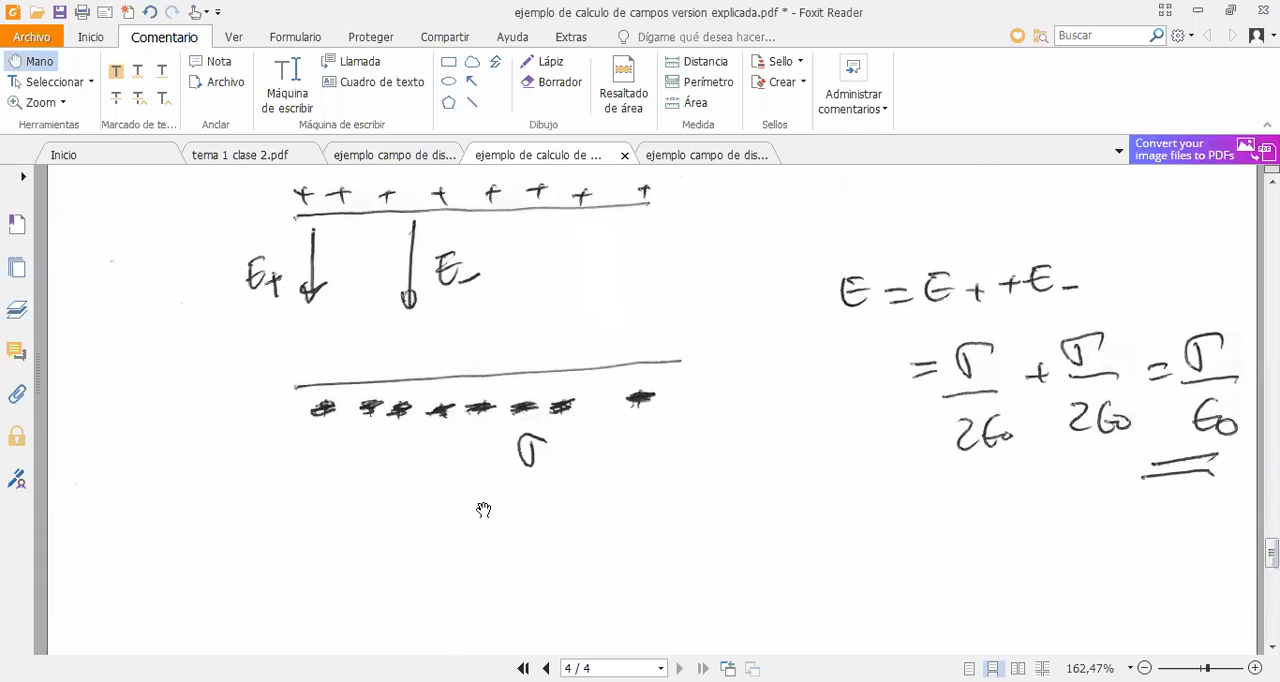 ejemplo de calculo de campos version explicada.pdf * - Foxit Reader
Archivo Inicio Comentario Ver Formulario Proteger Compartir Ayuda Extras Dígame qué desea hacer... Buscar
Mano
Seleccionar
Zoom
Herramientas
T T T
T T T
Marcado de te...
Nota
Archivo
Anclar
Máquina
de escribir
Llamada
Cuadro de texto
Máquina de escribir
Lápiz
Borrador
Dibujo
Resaltado
de área
Distancia
Perímetro
Área
Medida
Sello
Crear
Sellos
Administrar
comentarios
Inicio
tema 1 clase 2.pdf
ejemplo campo de dis...
ejemplo de calculo de ...
ejemplo campo de dis...
Convert your
image files to PDFs
+ + + + + + + +
E+ E-
σ
E = E+ + E-
= σ/2ε0 + σ/2ε0 = σ/ε0
4 / 4
162,47%